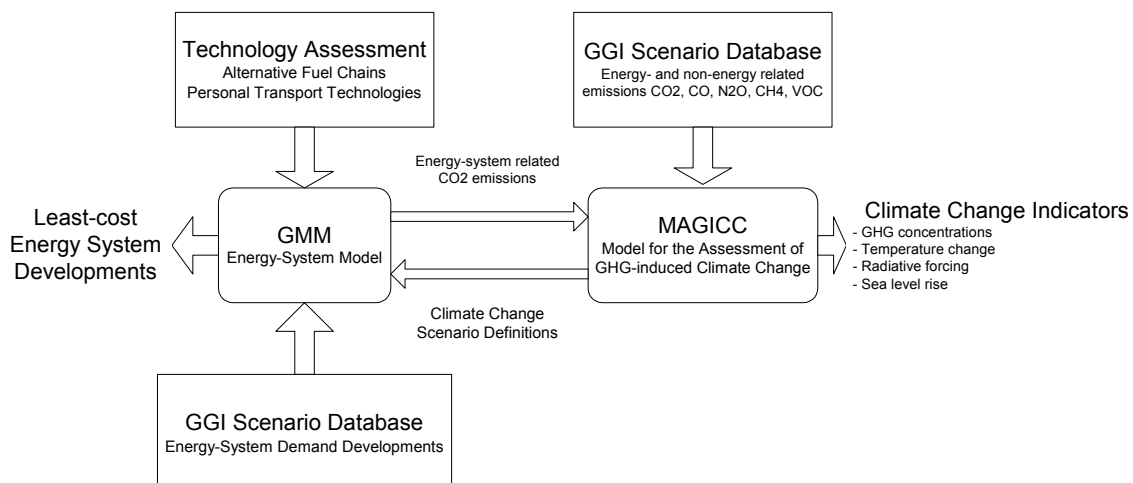 Technology Assessment
Alternative Fuel Chains
Personal Transport Technologies
GGI Scenario Database
Energy- and non-energy related
emissions CO2, CO, N2O, CH4, VOC
Energy-system related
CO2 emissions
Least-cost
Energy System
Developments
GMM
Energy-System Model
MAGICC
Model for the Assessment of
GHG-induced Climate Change
Climate Change Indicators
- GHG concentrations
- Temperature change
- Radiative forcing
- Sea level rise
Climate Change
Scenario Definitions
GGI Scenario Database
Energy-System Demand Developments